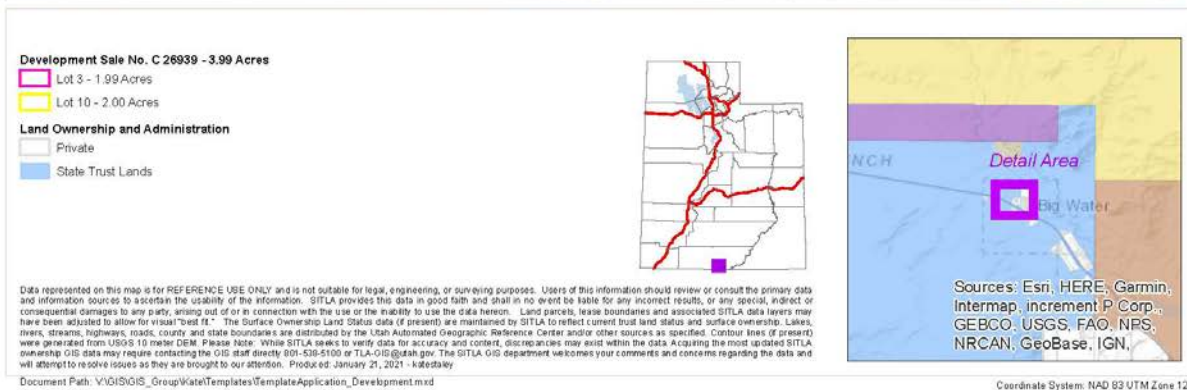 Development Sale No. C 26939 - 3.99 Acres
Lot 3 - 1.99 Acres
Lot 10 - 2.00 Acres
Land Ownership and Administration
Private
State Trust Lands
NCH
Detail Area
Big Water
Sources: Esri, HERE, Garmin,
Intermap, increment P Corp.,
GEBCO, USGS, FAO, NPS,
NRCAN, GeoBase, IGN,
Data represented on this map is for REFERENCE USE ONLY and is not suitable for legal, engineering, or surveying purposes. Users of this information should review or consult the primary data
and information sources to ascertain the usability of the information. SITLA provides this data in good faith and shall in no event be liable for any incorrect results, or any special, indirect or
consequential damages to any party, arising out of or in connection with the use or the inability to use the data hereon. Land parcels, lease boundaries and associated SITLA data layers may
have been adjusted to allow for visual "best fit." The Surface Ownership Land Status data (if present) are maintained by SITLA to reflect current trust land status and surface ownership. Lakes,
rivers, streams, highways, roads, county and state boundaries are distributed by the Utah Automated Geographic Reference Center and/or other sources as specified. Contour lines (if present)
were generated from USGS 10 meter DEM. Please Note: While SITLA seeks to verify data for accuracy and content, discrepancies may exist within the data. Acquiring the most updated SITLA
ownership GIS data may require contacting the GIS staff directly 801-538-5100 or TLA-GIS@utah.gov. The SITLA GIS department welcomes your comments and concerns regarding the data and
will attempt to resolve issues as they are brought to our attention. Produced: January 21, 2021 - katestaley
Document Path: V:\GIS\GIS_Group\Kate\Templates\TemplateApplication_Development.mxd
Coordinate System: NAD 83 UTM Zone 12